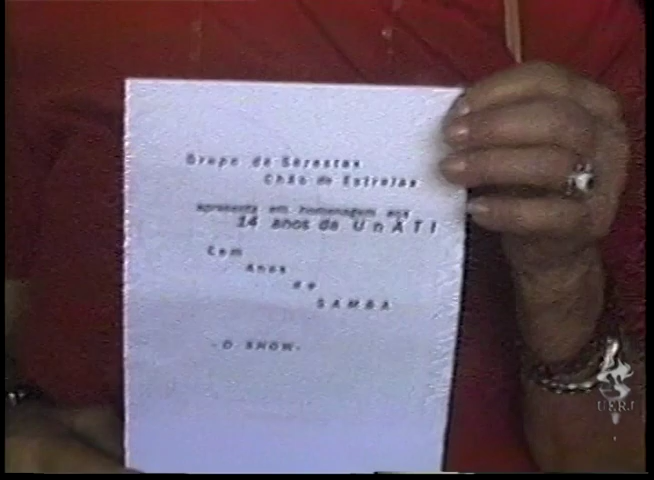 Grupo de Serestas
Chão de Estrelas
apresenta em homenagem aos
14 anos da UnATI
Cem
Anos
de
SAMBA
- O SHOW -
UERJ